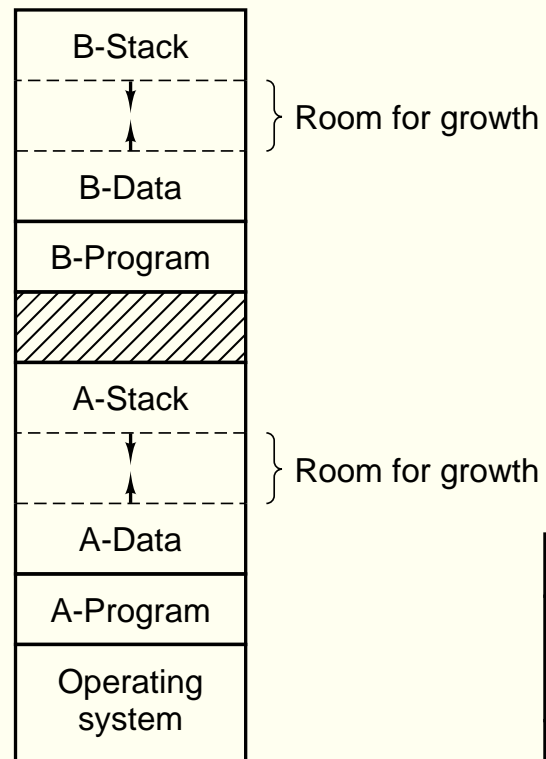 B-Stack
Room for growth
B-Data
B-Program
A-Stack
Room for growth
A-Data
A-Program
Operating
system